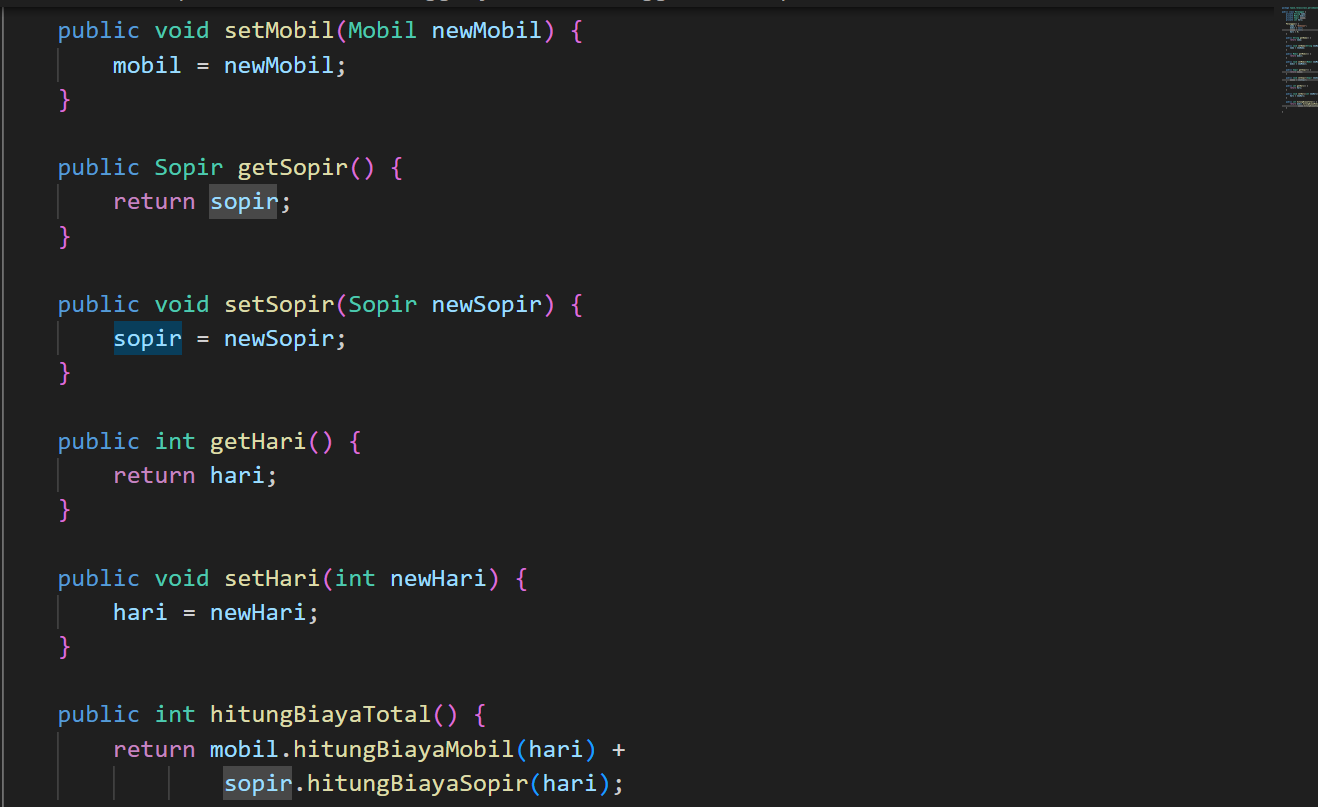 public void setMobil(Mobil newMobil) {
    mobil = newMobil;
}

public Sopir getSopir() {
    return sopir;
}

public void setSopir(Sopir newSopir) {
    sopir = newSopir;
}

public int getHari() {
    return hari;
}

public void setHari(int newHari) {
    hari = newHari;
}

public int hitungBiayaTotal() {
    return mobil.hitungBiayaMobil(hari) +
            sopir.hitungBiayaSopir(hari);